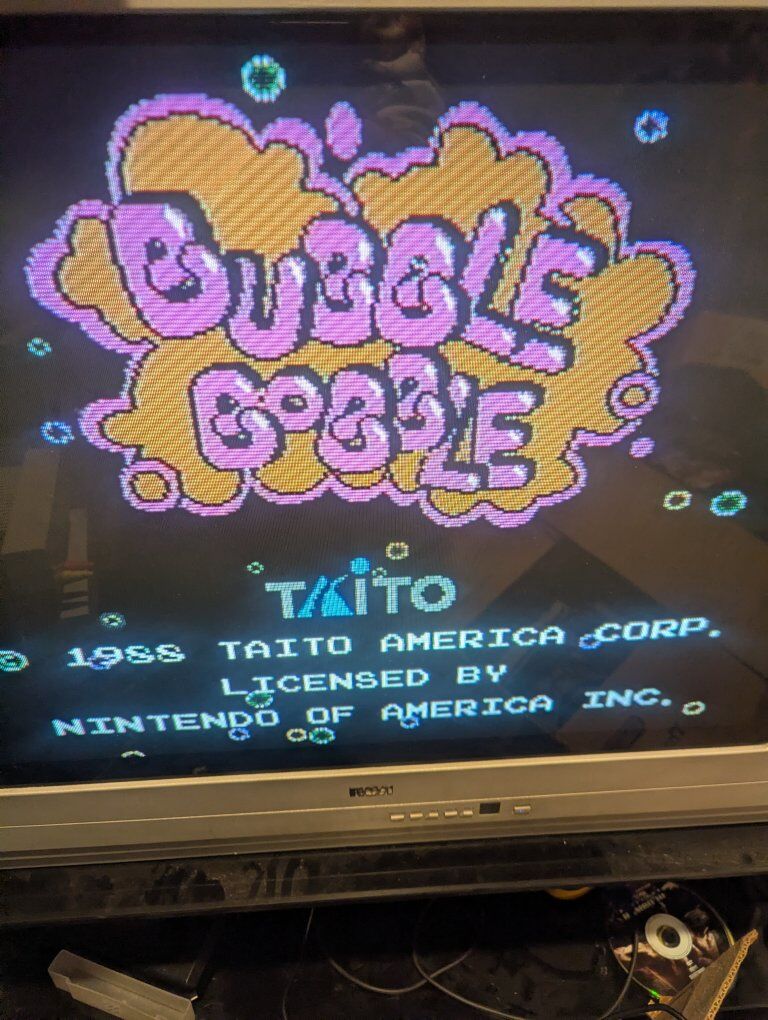 BUBBLE
BOBBLE
TAITO
1988 TAITO AMERICA CORP.
LICENSED BY
NINTENDO OF AMERICA INC.